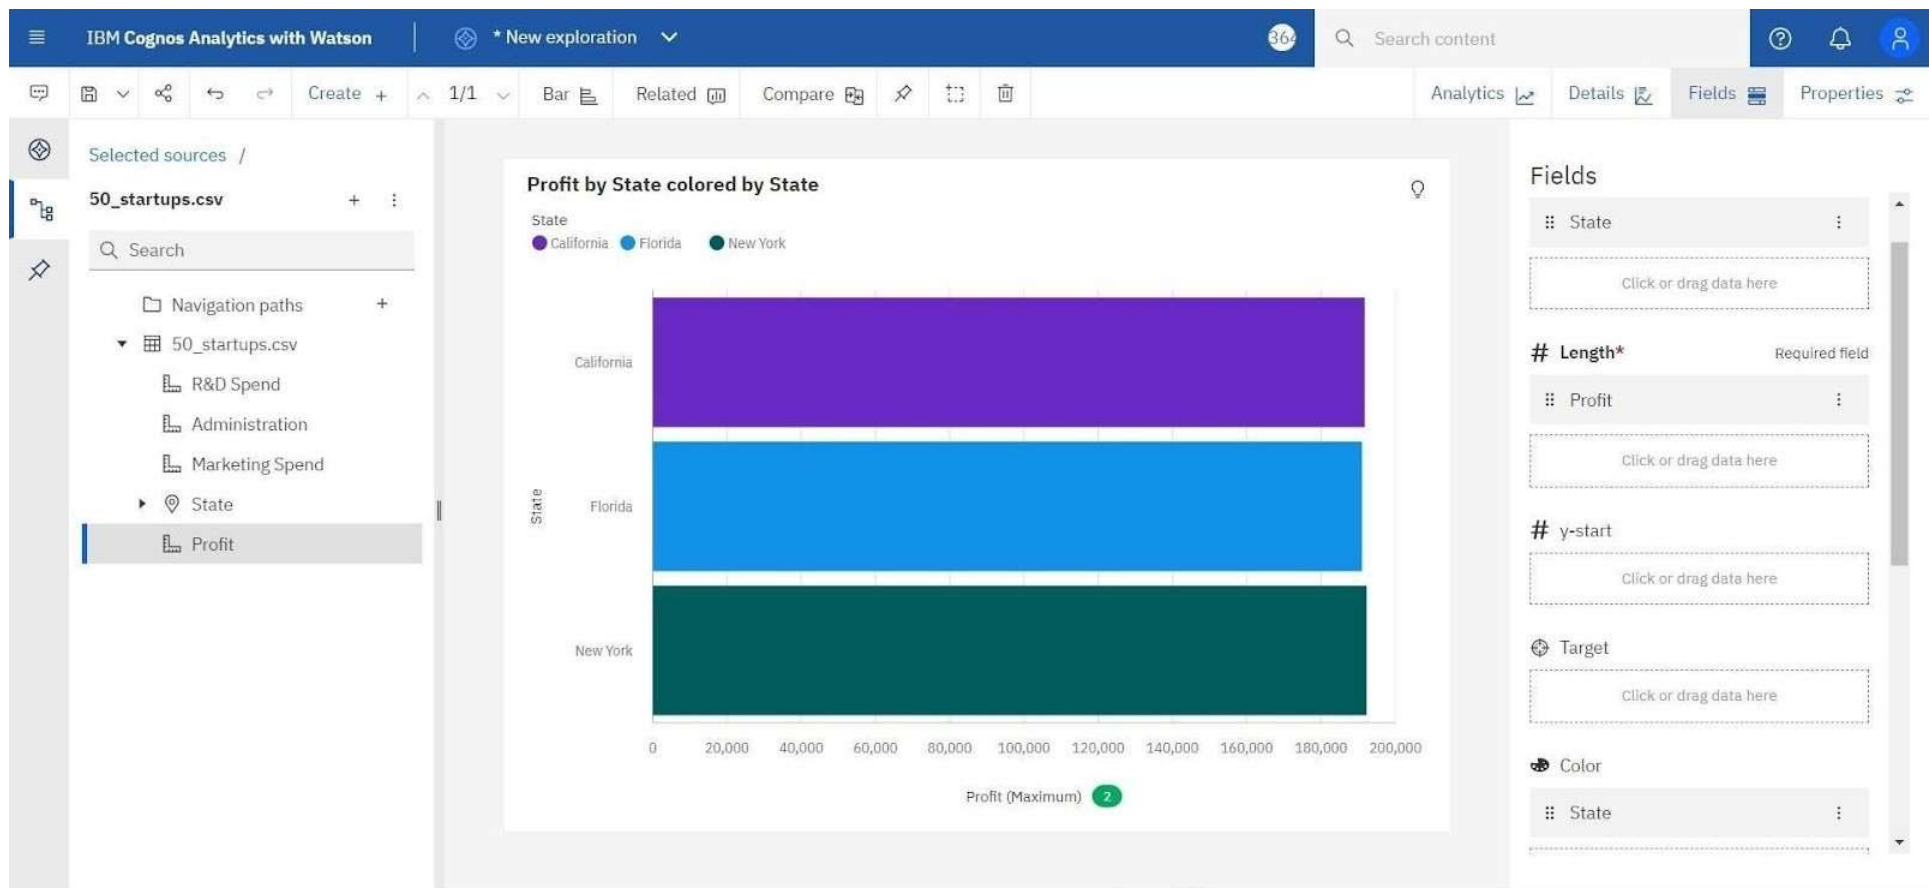 IBM Cognos Analytics with Watson
* New exploration
364
Search content
Create +
1/1
Bar
Related
Compare
Analytics
Details
Fields
Properties
Selected sources /
50_startups.csv
Search
Navigation paths
50_startups.csv
R&D Spend
Administration
Marketing Spend
State
Profit
Profit by State colored by State
State
California Florida New York
California
Florida
New York
State
0 20,000 40,000 60,000 80,000 100,000 120,000 140,000 160,000 180,000 200,000
Profit (Maximum) 2
Fields
State
Click or drag data here
# Length* Required field
Profit
Click or drag data here
# y-start
Click or drag data here
Target
Click or drag data here
Color
State